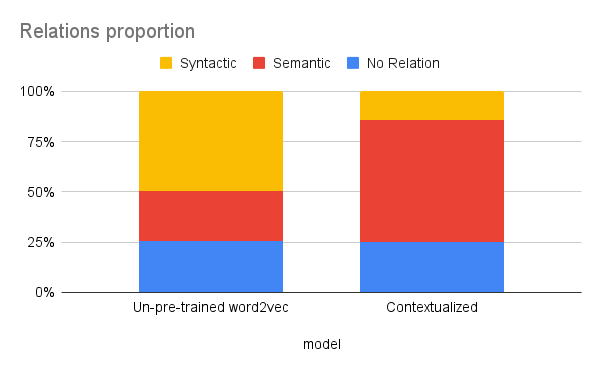 Relations proportion
Syntactic Semantic No Relation
100%
75%
50%
25%
0%
Un-pre-trained word2vec Contextualized
model